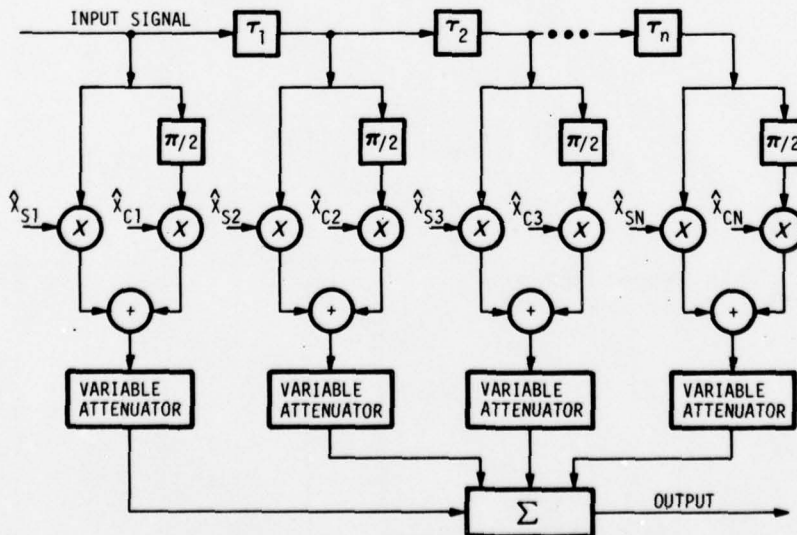 INPUT SIGNAL
τ1 τ2 ••• τn
π/2 π/2 π/2 π/2
X̂S1 X X̂C1 X X̂S2 X X̂C2 X X̂S3 X X̂C3 X X̂SN X X̂CN X
+ + + +
VARIABLE ATTENUATOR
VARIABLE ATTENUATOR
VARIABLE ATTENUATOR
VARIABLE ATTENUATOR
Σ
OUTPUT